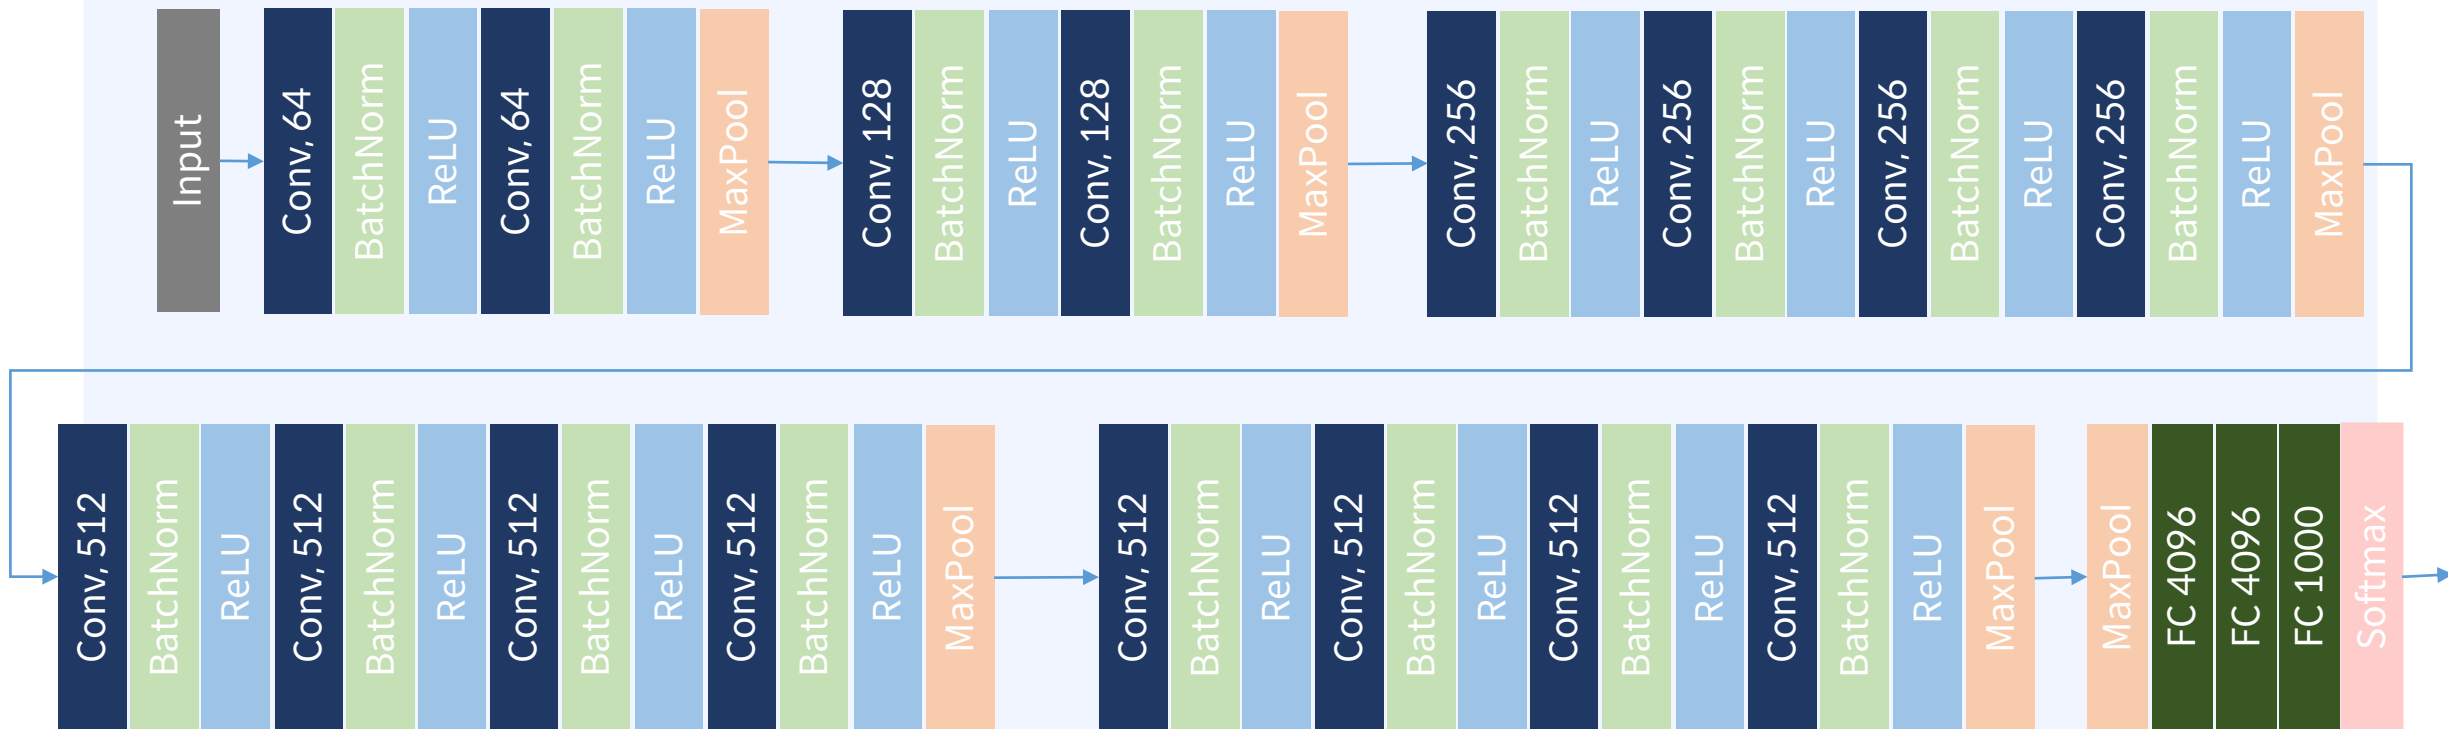 Input
Conv, 64
BatchNorm
ReLU
Conv, 64
BatchNorm
ReLU
MaxPool
Conv, 128
BatchNorm
ReLU
Conv, 128
BatchNorm
ReLU
MaxPool
Conv, 256
BatchNorm
ReLU
Conv, 256
BatchNorm
ReLU
Conv, 256
BatchNorm
ReLU
Conv, 256
BatchNorm
ReLU
MaxPool
Conv, 512
BatchNorm
ReLU
Conv, 512
BatchNorm
ReLU
Conv, 512
BatchNorm
ReLU
Conv, 512
BatchNorm
ReLU
MaxPool
Conv, 512
BatchNorm
ReLU
Conv, 512
BatchNorm
ReLU
Conv, 512
BatchNorm
ReLU
Conv, 512
BatchNorm
ReLU
MaxPool
MaxPool
FC 4096
FC 4096
FC 1000
Softmax